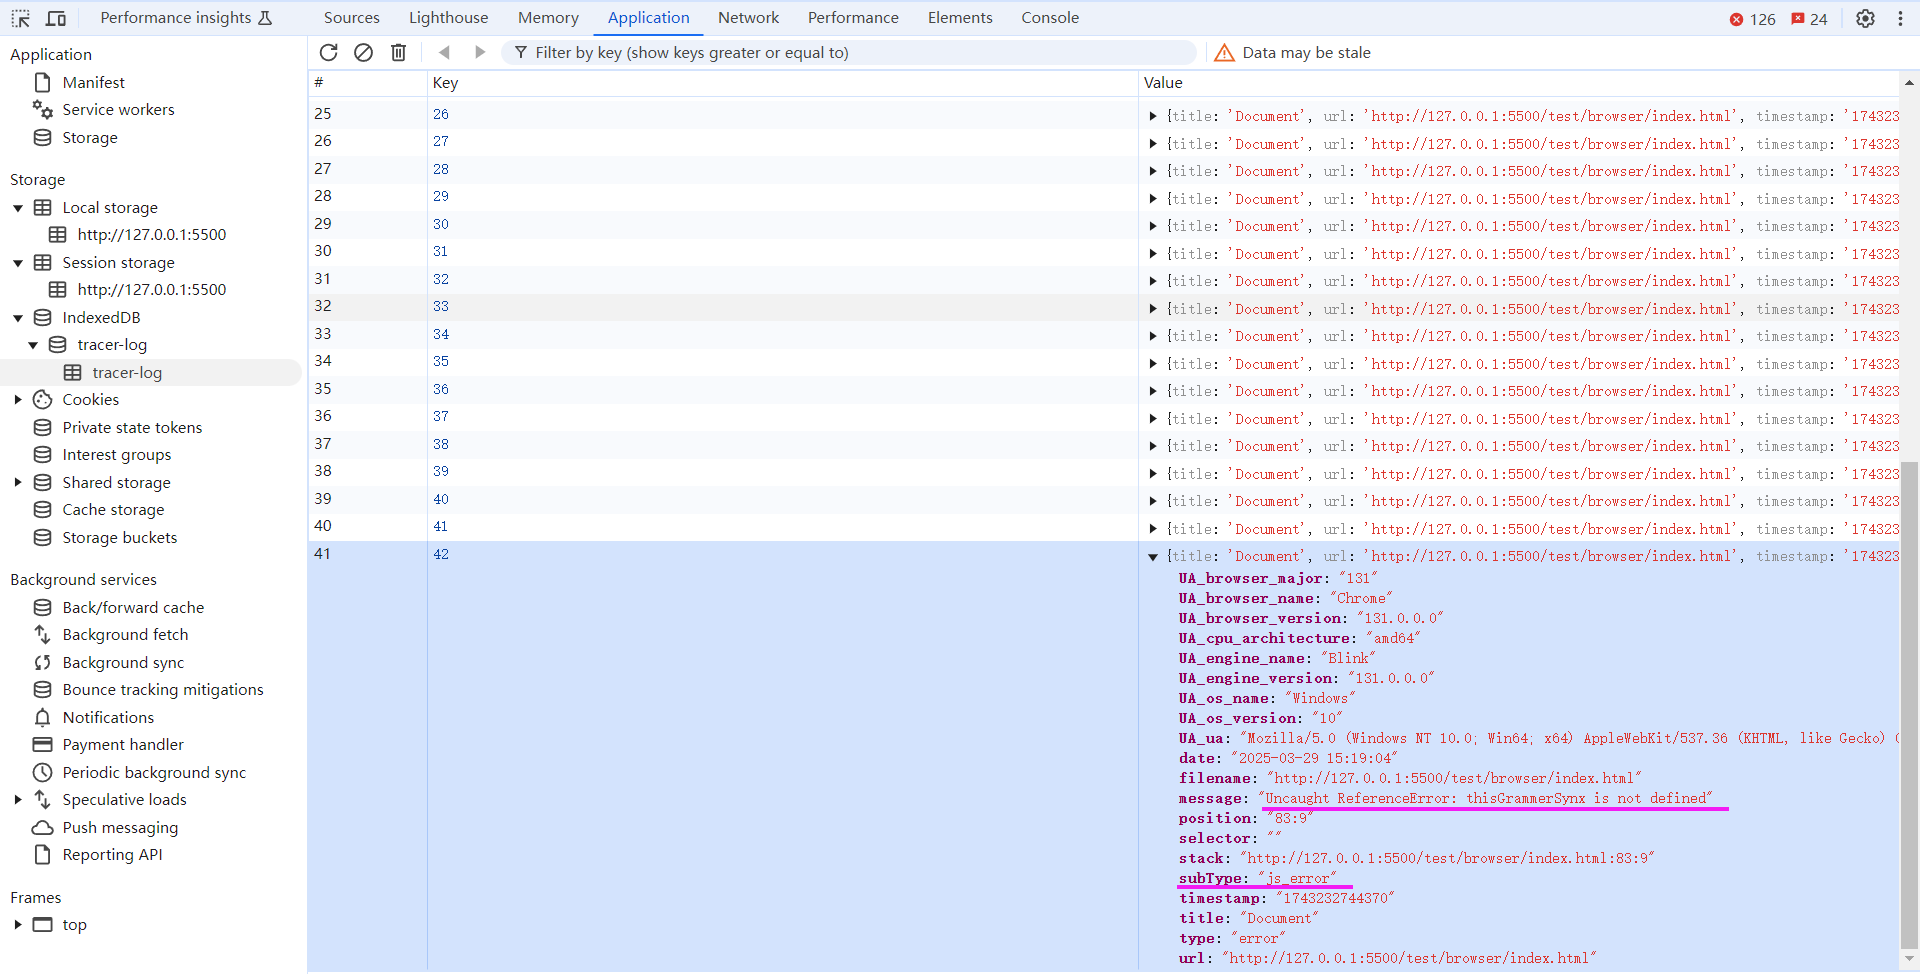 Performance insights
Sources
Lighthouse
Memory
Application
Network
Performance
Elements
Console
126
24
Application
Manifest
Service workers
Storage
Storage
Local storage
http://127.0.0.1:5500
Session storage
http://127.0.0.1:5500
IndexedDB
tracer-log
tracer-log
Cookies
Private state tokens
Interest groups
Shared storage
Cache storage
Storage buckets
Background services
Back/forward cache
Background fetch
Background sync
Bounce tracking mitigations
Notifications
Payment handler
Periodic background sync
Speculative loads
Push messaging
Reporting API
Frames
top
Filter by key (show keys greater or equal to)
Data may be stale
# Key Value
25 26 {title: 'Document', url: 'http://127.0.0.1:5500/test/browser/index.html', timestamp: '174323
26 27 {title: 'Document', url: 'http://127.0.0.1:5500/test/browser/index.html', timestamp: '174323
27 28 {title: 'Document', url: 'http://127.0.0.1:5500/test/browser/index.html', timestamp: '174323
28 29 {title: 'Document', url: 'http://127.0.0.1:5500/test/browser/index.html', timestamp: '174323
29 30 {title: 'Document', url: 'http://127.0.0.1:5500/test/browser/index.html', timestamp: '174323
30 31 {title: 'Document', url: 'http://127.0.0.1:5500/test/browser/index.html', timestamp: '174323
31 32 {title: 'Document', url: 'http://127.0.0.1:5500/test/browser/index.html', timestamp: '174323
32 33 {title: 'Document', url: 'http://127.0.0.1:5500/test/browser/index.html', timestamp: '174323
33 34 {title: 'Document', url: 'http://127.0.0.1:5500/test/browser/index.html', timestamp: '174323
34 35 {title: 'Document', url: 'http://127.0.0.1:5500/test/browser/index.html', timestamp: '174323
35 36 {title: 'Document', url: 'http://127.0.0.1:5500/test/browser/index.html', timestamp: '174323
36 37 {title: 'Document', url: 'http://127.0.0.1:5500/test/browser/index.html', timestamp: '174323
37 38 {title: 'Document', url: 'http://127.0.0.1:5500/test/browser/index.html', timestamp: '174323
38 39 {title: 'Document', url: 'http://127.0.0.1:5500/test/browser/index.html', timestamp: '174323
39 40 {title: 'Document', url: 'http://127.0.0.1:5500/test/browser/index.html', timestamp: '174323
40 41 {title: 'Document', url: 'http://127.0.0.1:5500/test/browser/index.html', timestamp: '174323
41 42 {title: 'Document', url: 'http://127.0.0.1:5500/test/browser/index.html', timestamp: '174323
UA_browser_major: "131"
UA_browser_name: "Chrome"
UA_browser_version: "131.0.0.0"
UA_cpu_architecture: "amd64"
UA_engine_name: "Blink"
UA_engine_version: "131.0.0.0"
UA_os_name: "Windows"
UA_os_version: "10"
UA_ua: "Mozilla/5.0 (Windows NT 10.0; Win64; x64) AppleWebKit/537.36 (KHTML, like Gecko)
date: "2025-03-29 15:19:04"
filename: "http://127.0.0.1:5500/test/browser/index.html"
message: "Uncaught ReferenceError: thisGrammerSynx is not defined"
position: "83:9"
selector: ""
stack: "http://127.0.0.1:5500/test/browser/index.html:83:9"
subType: "js_error"
timestamp: "1743232744370"
title: "Document"
type: "error"
url: "http://127.0.0.1:5500/test/browser/index.html"